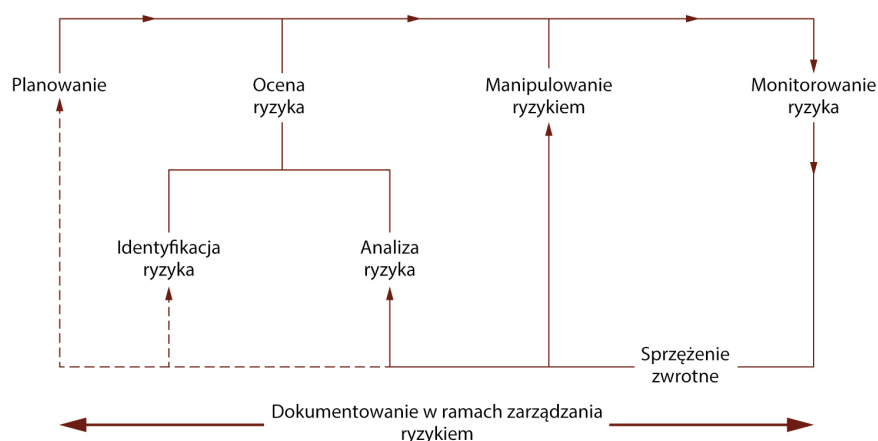 Planowanie
Ocena
ryzyka
Manipulowanie
ryzykiem
Monitorowanie
ryzyka
Identyfikacja
ryzyka
Analiza
ryzyka
Sprzężenie
zwrotne
Dokumentowanie w ramach zarządzania
ryzykiem